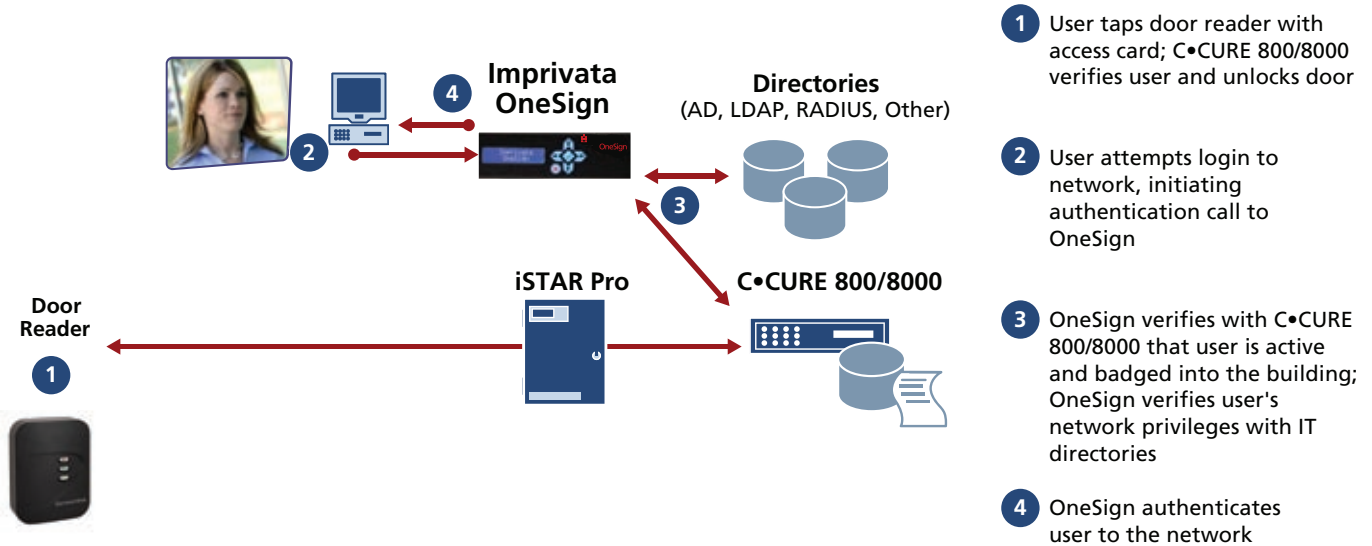 Imprivata
OneSign
Directories
(AD, LDAP, RADIUS, Other)
4
2
OneSign
3
iSTAR Pro
C•CURE 800/8000
Door
Reader
1
1 User taps door reader with
access card; C•CURE 800/8000
verifies user and unlocks door
2 User attempts login to
network, initiating
authentication call to
OneSign
3 OneSign verifies with C•CURE
800/8000 that user is active
and badged into the building;
OneSign verifies user's
network privileges with IT
directories
4 OneSign authenticates
user to the network